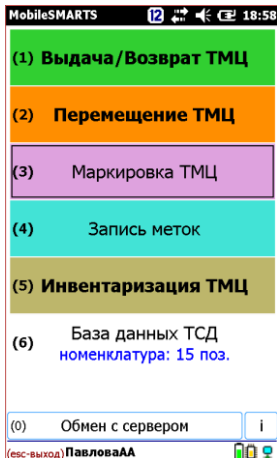 MobileSMARTS 12 18:58
(1) Выдача/Возврат ТМЦ
(2) Перемещение ТМЦ
(3) Маркировка ТМЦ
(4) Запись меток
(5) Инвентаризация ТМЦ
(6) База данных ТСД
номенклатура: 15 поз.
(0) Обмен с сервером i
(esc-выход) ПавловаАА